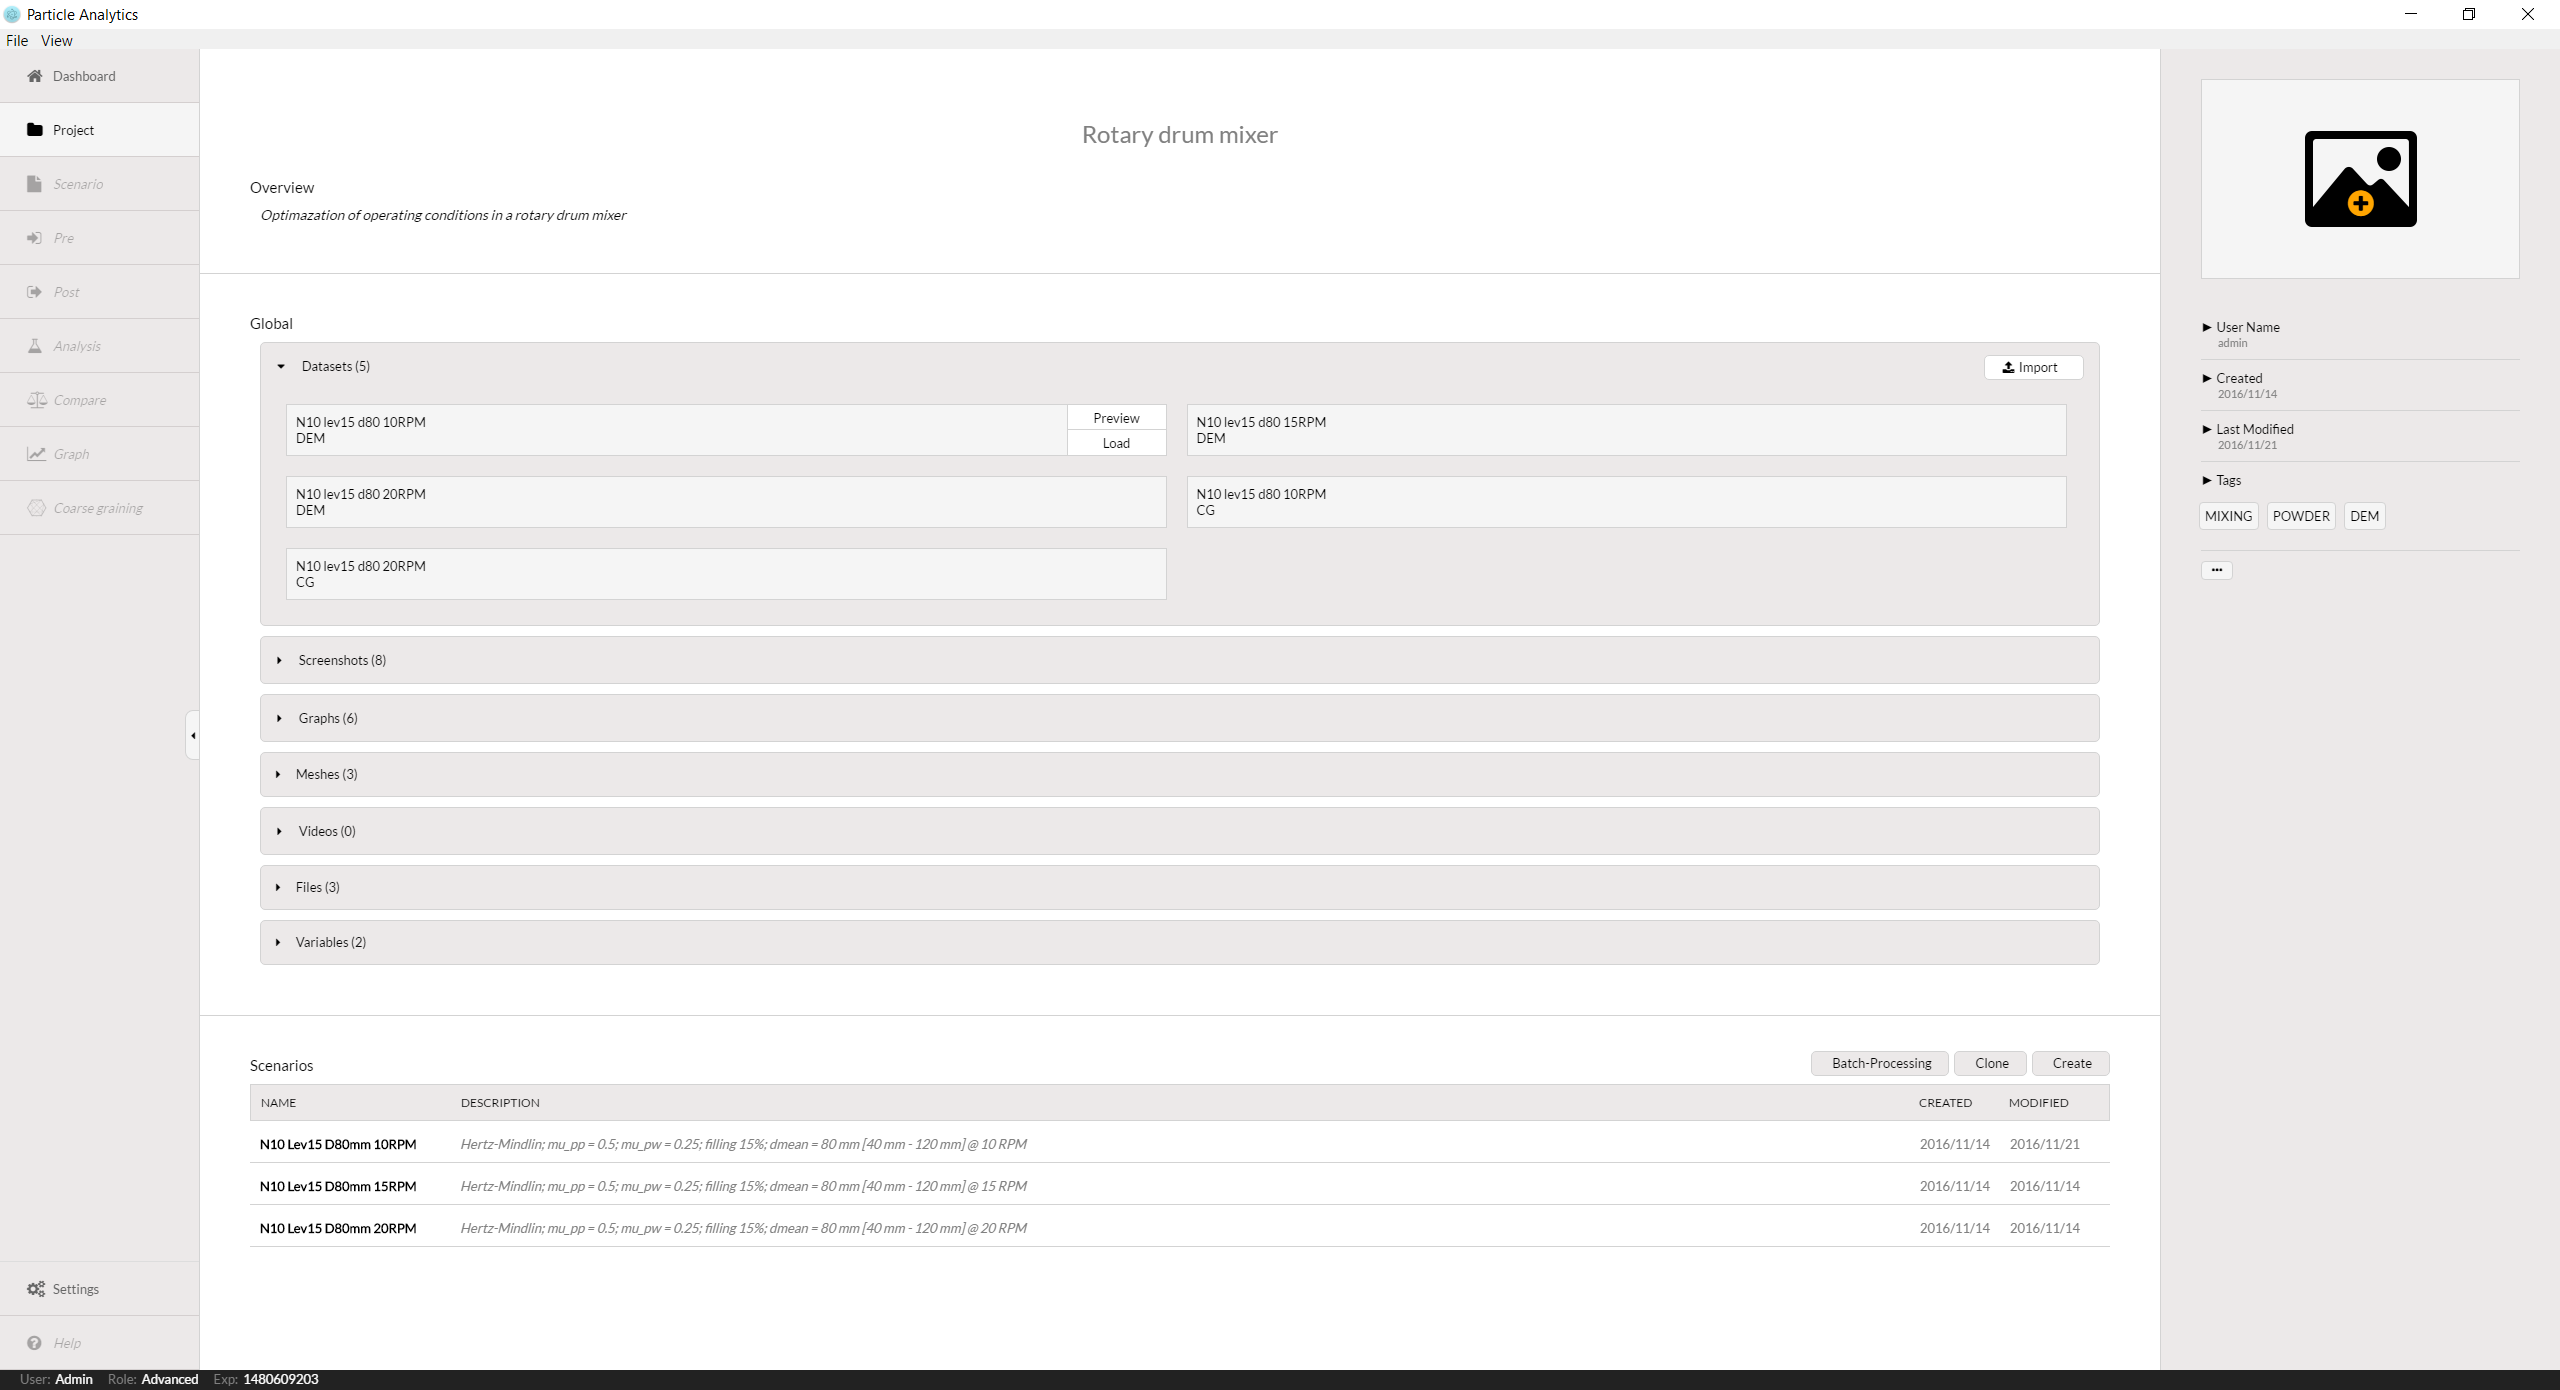 Particle Analytics
File View
Dashboard
Project
Scenario
Pre
Post
Analysis
Compare
Graph
Coarse graining
Settings
Help
Rotary drum mixer
Overview
Optimazation of operating conditions in a rotary drum mixer
Global
Datasets (5)
Import
N10 lev15 d80 10RPM
DEM
Preview
Load
N10 lev15 d80 15RPM
DEM
N10 lev15 d80 20RPM
DEM
N10 lev15 d80 10RPM
CG
N10 lev15 d80 20RPM
CG
Screenshots (8)
Graphs (6)
Meshes (3)
Videos (0)
Files (3)
Variables (2)
Scenarios
Batch-Processing Clone Create
NAME DESCRIPTION CREATED MODIFIED
N10 Lev15 D80mm 10RPM Hertz-Mindlin; mu_pp = 0.5; mu_pw = 0.25; filling 15%; dmean = 80 mm [40 mm - 120 mm] @ 10 RPM 2016/11/14 2016/11/21
N10 Lev15 D80mm 15RPM Hertz-Mindlin; mu_pp = 0.5; mu_pw = 0.25; filling 15%; dmean = 80 mm [40 mm - 120 mm] @ 15 RPM 2016/11/14 2016/11/14
N10 Lev15 D80mm 20RPM Hertz-Mindlin; mu_pp = 0.5; mu_pw = 0.25; filling 15%; dmean = 80 mm [40 mm - 120 mm] @ 20 RPM 2016/11/14 2016/11/14
User Name
admin
Created
2016/11/14
Last Modified
2016/11/21
Tags
MIXING POWDER DEM
User: Admin Role: Advanced Exp: 1480609203